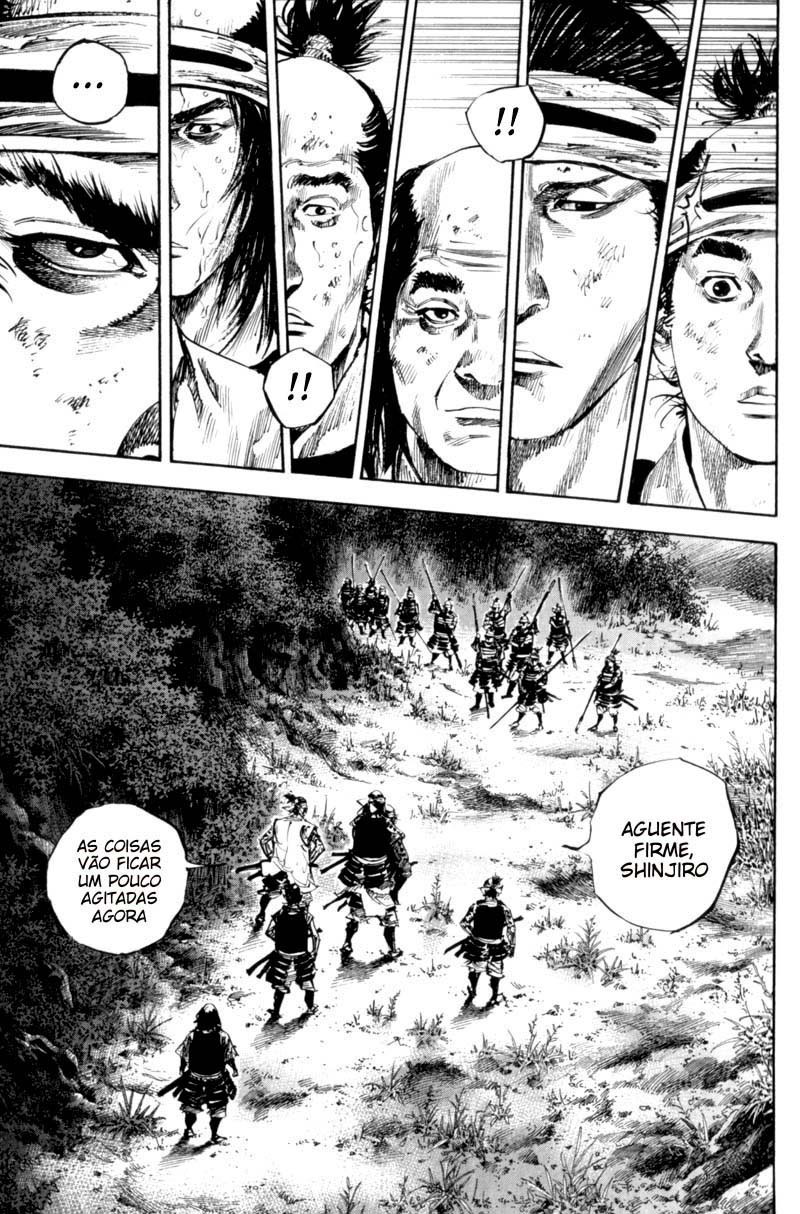 !!
!!
...
AGUENTE
FIRME,
SHINJIRO
AS COISAS
VÃO FICAR
UM POUCO
AGITADAS
AGORA